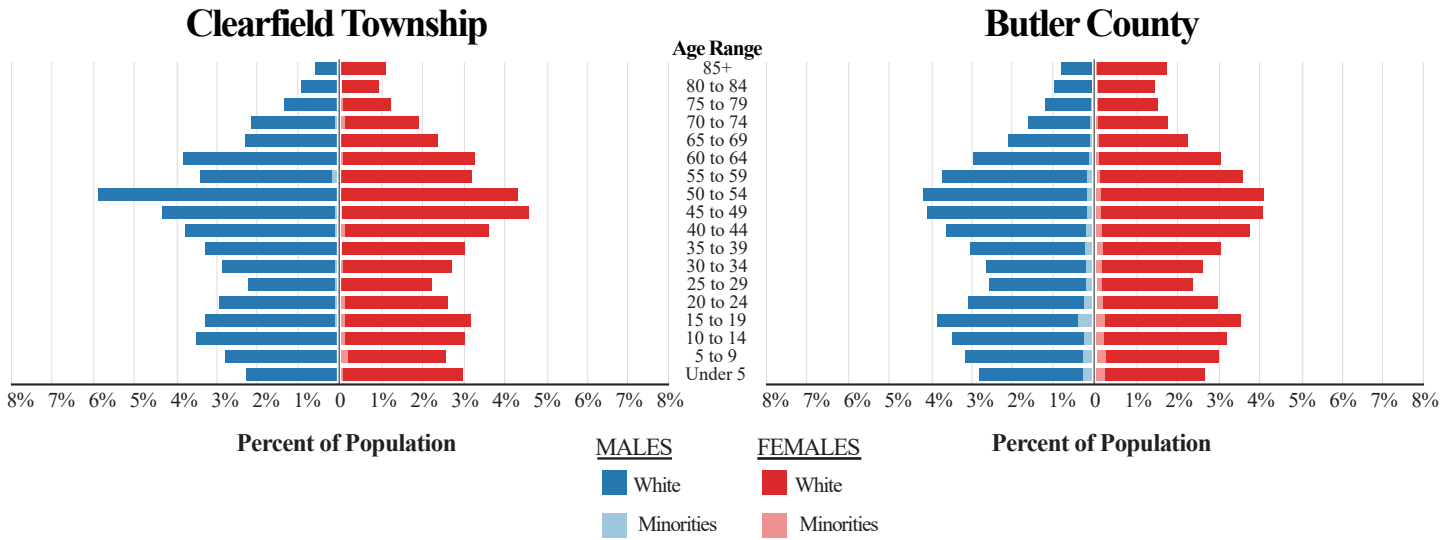 Clearfield Township
Butler County
Age Range
85+
80 to 84
75 to 79
70 to 74
65 to 69
60 to 64
55 to 59
50 to 54
45 to 49
40 to 44
35 to 39
30 to 34
25 to 29
20 to 24
15 to 19
10 to 14
5 to 9
Under 5
8% 7% 6% 5% 4% 3% 2% 1% 0 1% 2% 3% 4% 5% 6% 7% 8%
8% 7% 6% 5% 4% 3% 2% 1% 0 1% 2% 3% 4% 5% 6% 7% 8%
Percent of Population
Percent of Population
MALES
White
Minorities
FEMALES
White
Minorities